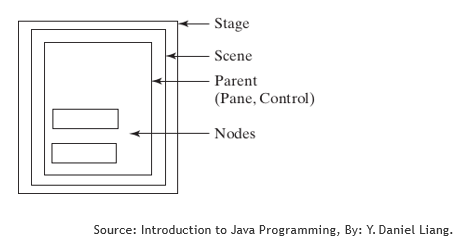 Stage
Scene
Parent
(Pane, Control)
Nodes
Source: Introduction to Java Programming, By: Y. Daniel Liang.